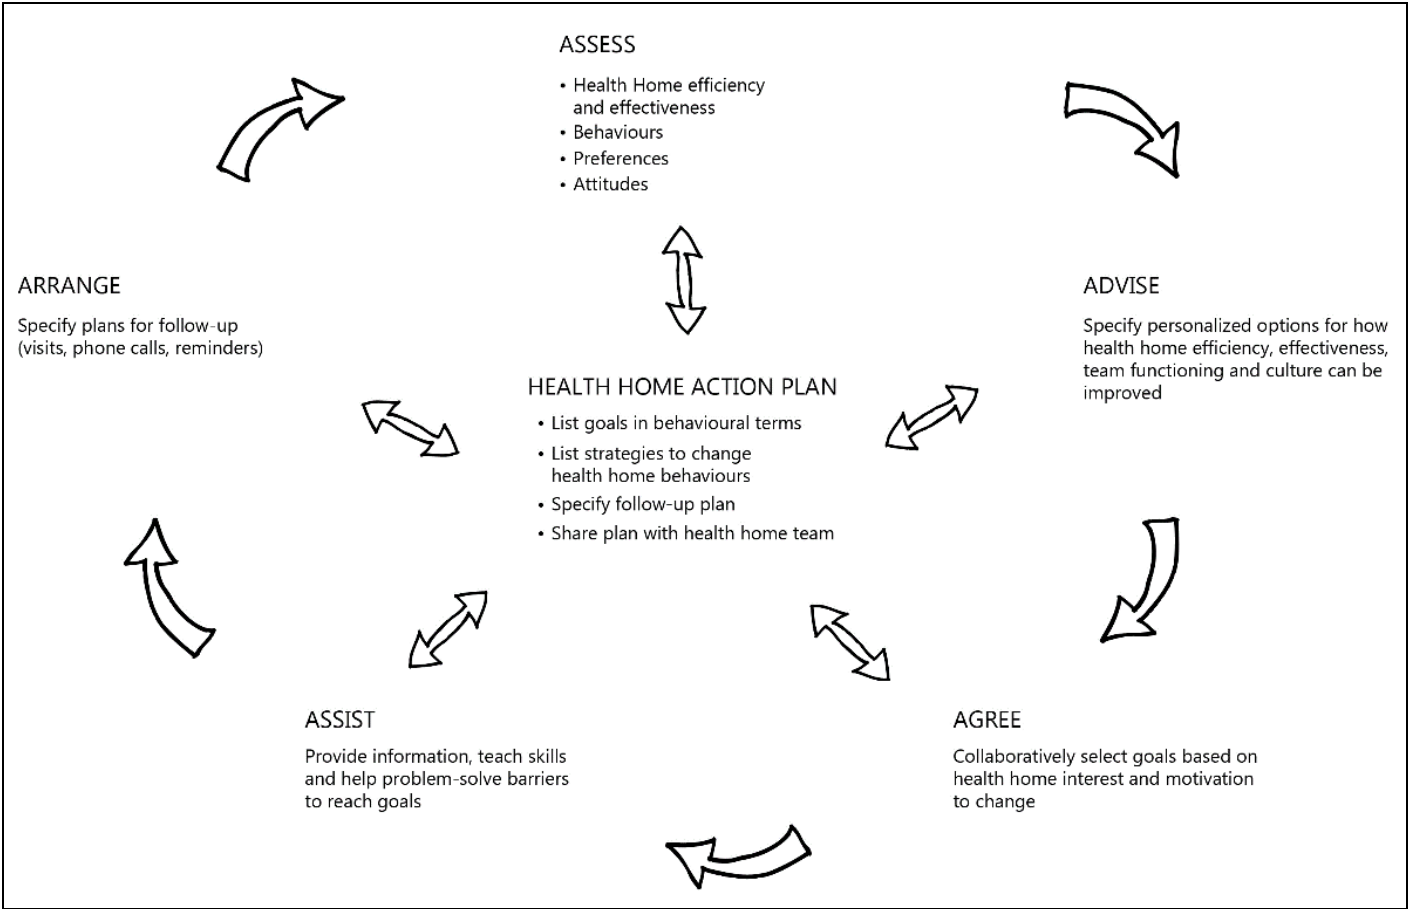 ASSESS
• Health Home efficiency
and effectiveness
• Behaviours
• Preferences
• Attitudes
ADVISE
Specify personalized options for how
health home efficiency, effectiveness,
team functioning and culture can be
improved
AGREE
Collaboratively select goals based on
health home interest and motivation
to change
ASSIST
Provide information, teach skills
and help problem-solve barriers
to reach goals
ARRANGE
Specify plans for follow-up
(visits, phone calls, reminders)
HEALTH HOME ACTION PLAN
• List goals in behavioural terms
• List strategies to change
health home behaviours
• Specify follow-up plan
• Share plan with health home team